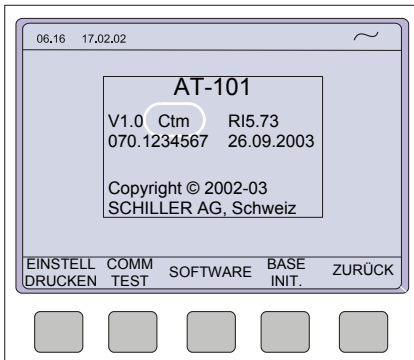 06.16 17.02.02
AT-101
V1.0 Ctm RI5.73
070.1234567 26.09.2003
Copyright © 2002-03
SCHILLER AG, Schweiz
EINSTELL DRUCKEN
COMM TEST
SOFTWARE
BASE INIT.
ZURÜCK